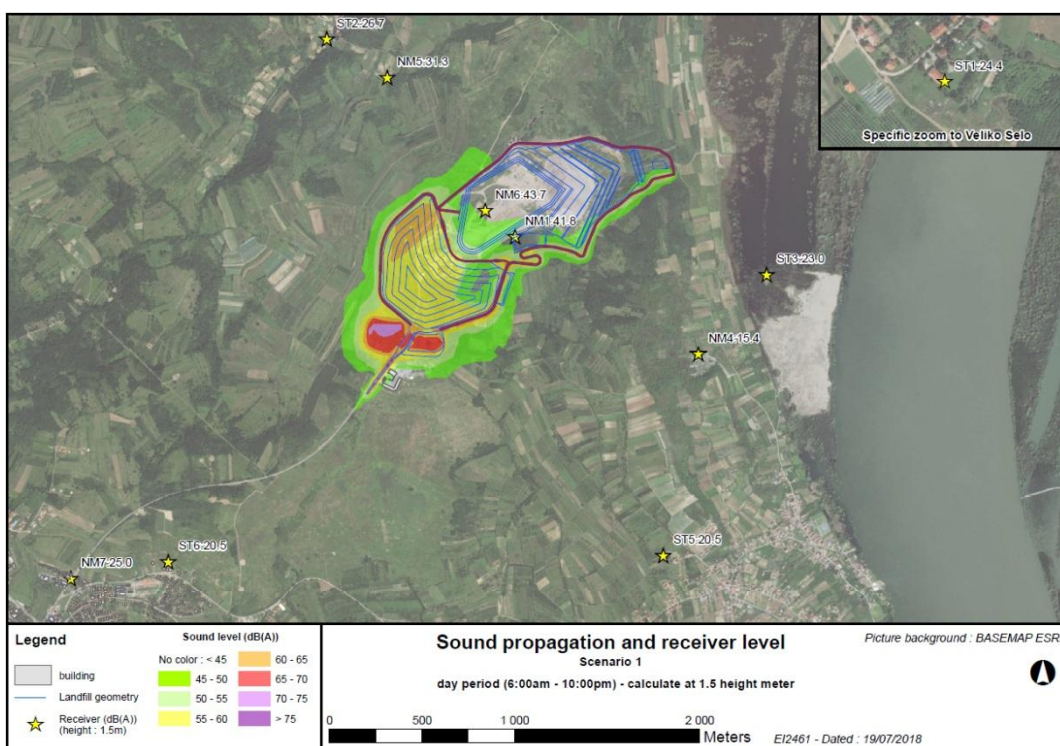 ST2:26.7
NM5:31.3
ST1:24.4
Specific zoom to Veliko Selo
NM6:43.7
NM1:41.8
ST3:23.0
NM4-15.4
ST6:20.5
ST5:20.5
NM7-25.0
Legend
building
Landfill geometry
Receiver (dB(A))
(height : 1.5m)
Sound level (dB(A))
No color : < 45
45 - 50
50 - 55
55 - 60
60 - 65
65 - 70
70 - 75
> 75
Sound propagation and receiver level
Scenario 1
day period (6:00am - 10:00pm) - calculate at 1.5 height meter
0 500 1 000 2 000
Meters
Picture background : BASEMAP ESR
EI2461 - Dated : 19/07/2018